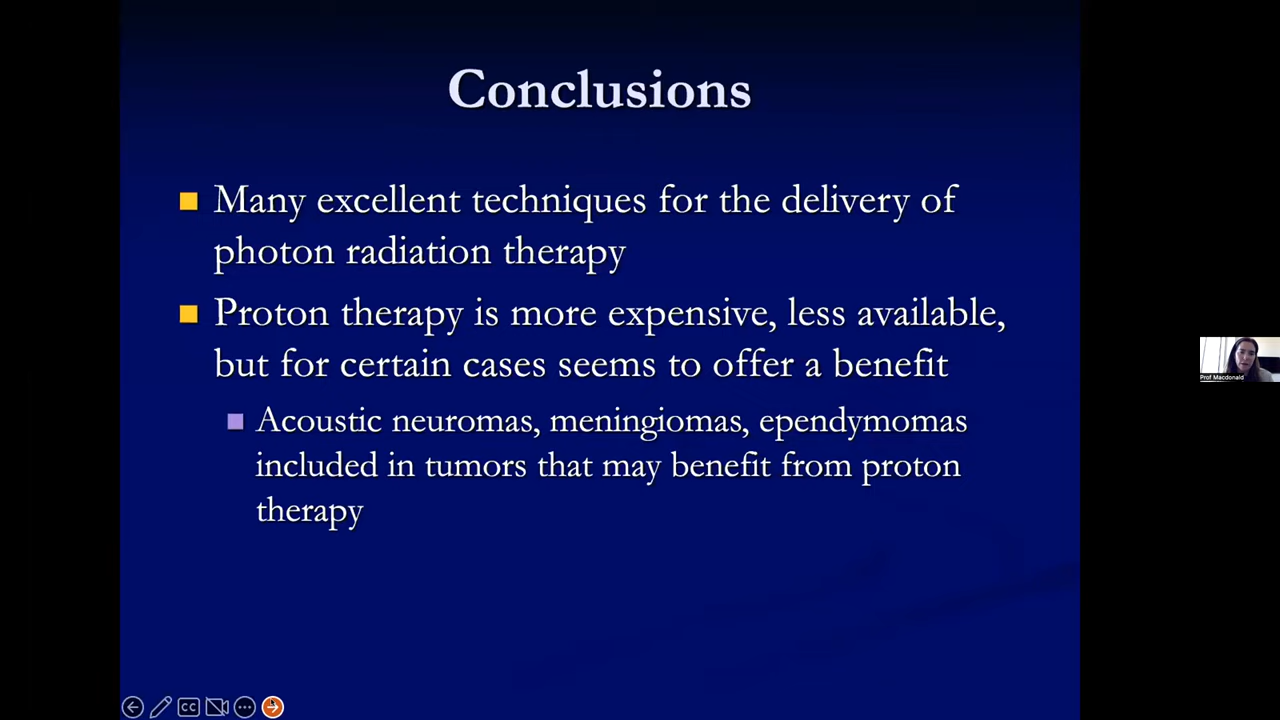 Conclusions
Many excellent techniques for the delivery of
photon radiation therapy
Proton therapy is more expensive, less available,
but for certain cases seems to offer a benefit
Acoustic neuromas, meningiomas, ependymomas
included in tumors that may benefit from proton
therapy
Prof Macdonald
CC